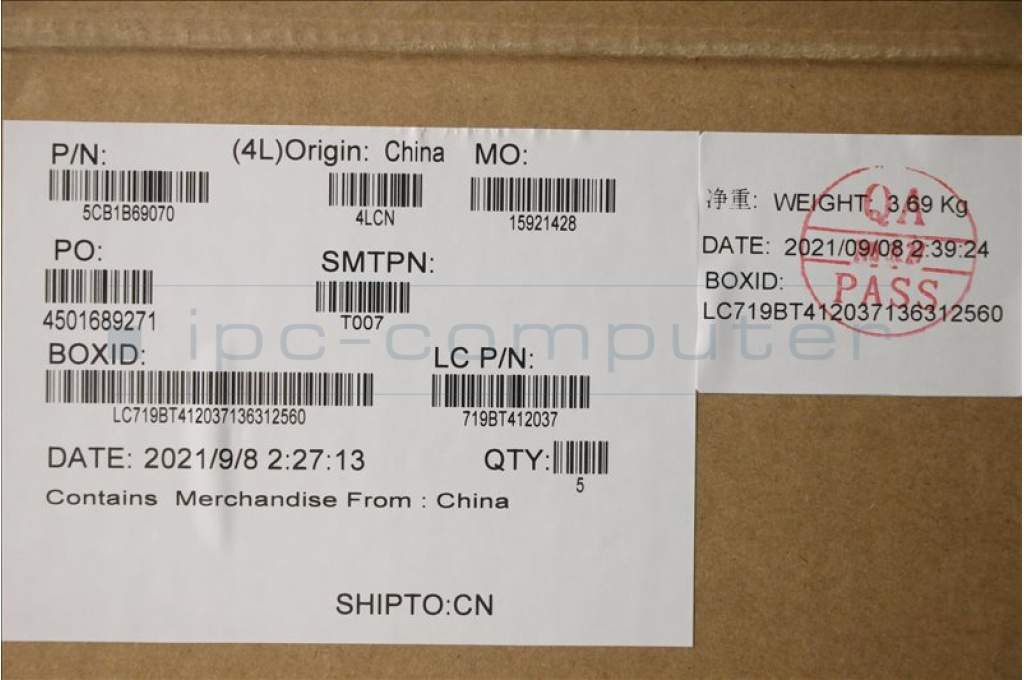 P/N: (4L)Origin: China MO:
5CB1B69070 4LCN 15921428
PO: SMTPN:
4501689271 T007
BOXID: LC P/N:
LC719BT412037136312560 719BT412037
DATE: 2021/9/8 2:27:13 QTY:
5
Contains Merchandise From : China
SHIPTO:CN
净重: WEIGHT: 3.69 Kg
DATE: 2021/09/08 2:39:24
BOXID:
LC719BT412037136312560
QA
PASS
ipc-computer